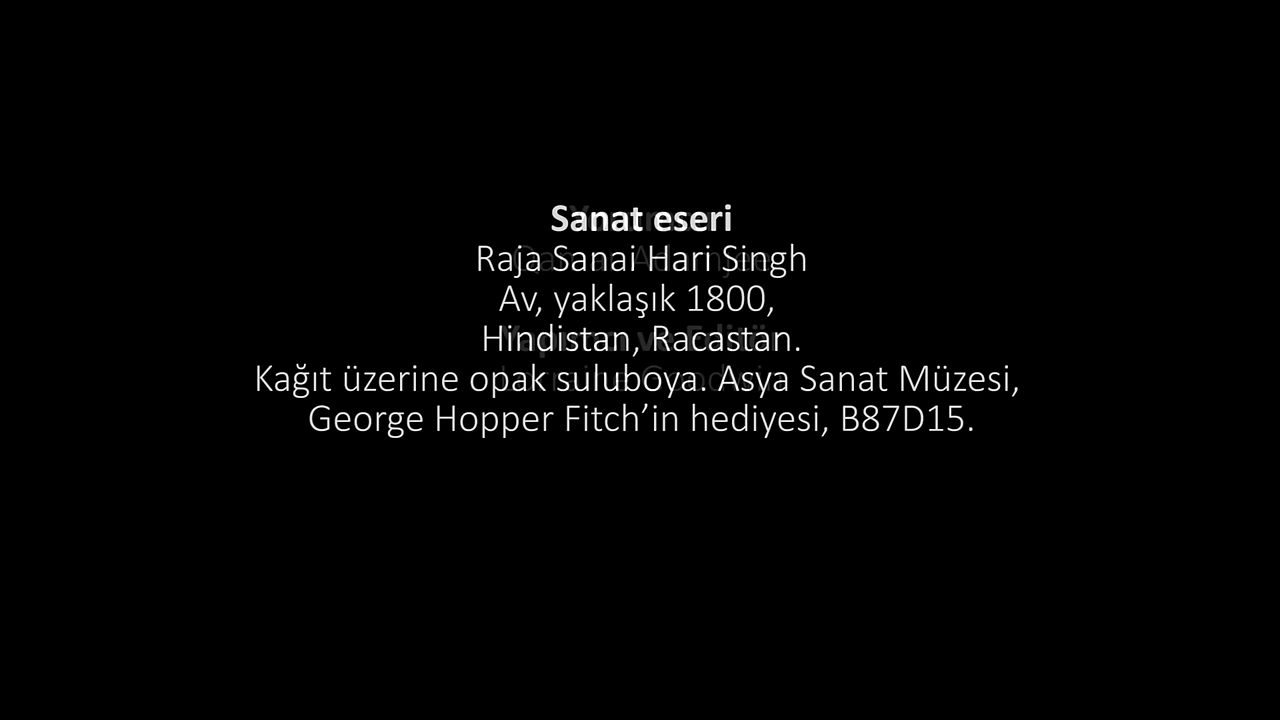 Sanat eseri
Raja Sanai Hari Singh
Av, yaklaşık 1800,
Hindistan, Racastan.
Kağıt üzerine opak suluboya. Asya Sanat Müzesi,
George Hopper Fitch’in hediyesi, B87D15.